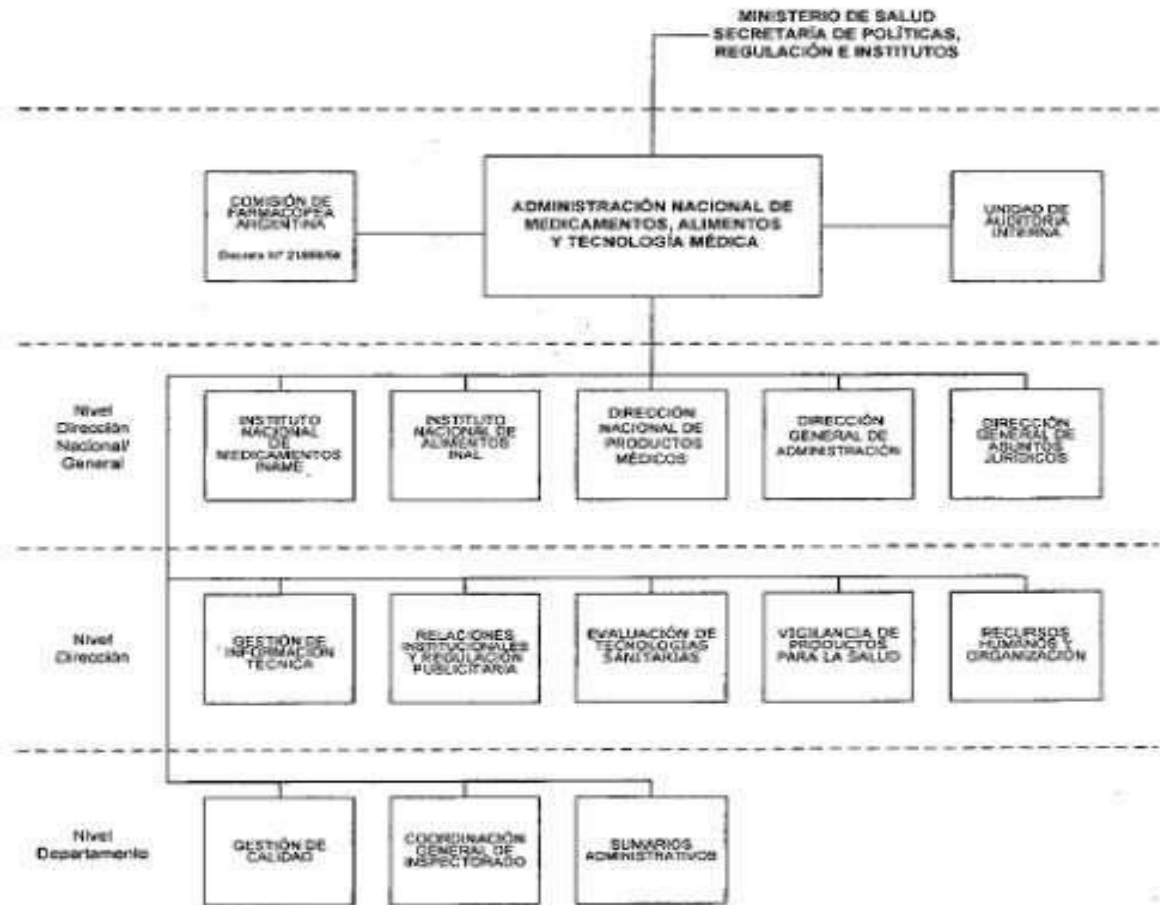 MINISTERIO DE SALUD
SECRETARÍA DE POLÍTICAS,
REGULACIÓN E INSTITUTOS
COMISIÓN DE
FARMACOPEA
ARGENTINA
Decreto Nº
ADMINISTRACIÓN NACIONAL DE
MEDICAMENTOS, ALIMENTOS
Y TECNOLOGÍA MÉDICA
UNIDAD DE
AUDITORÍA
INTERNA
Nivel
Dirección
Nacional/
General
INSTITUTO
NACIONAL
DE
MEDICAMENTOS
INAME
INSTITUTO
NACIONAL DE
ALIMENTOS
INAL
DIRECCIÓN
NACIONAL DE
PRODUCTOS
MÉDICOS
DIRECCIÓN
GENERAL DE
ADMINISTRACIÓN
DIRECCIÓN
GENERAL DE
ASUNTOS
JURÍDICOS
Nivel
Dirección
GESTIÓN DE
INFORMACIÓN
TÉCNICA
RELACIONES
INSTITUCIONALES
Y REGULACIÓN
PUBLICITARIA
EVALUACIÓN DE
TECNOLOGÍAS
SANITARIAS
VIGILANCIA DE
PRODUCTOS
PARA LA SALUD
RECURSOS
HUMANOS Y
ORGANIZACIÓN
Nivel
Departamento
GESTIÓN DE
CALIDAD
COORDINACIÓN
GENERAL DE
INSPECTORADO
SUMARIOS
ADMINISTRATIVOS